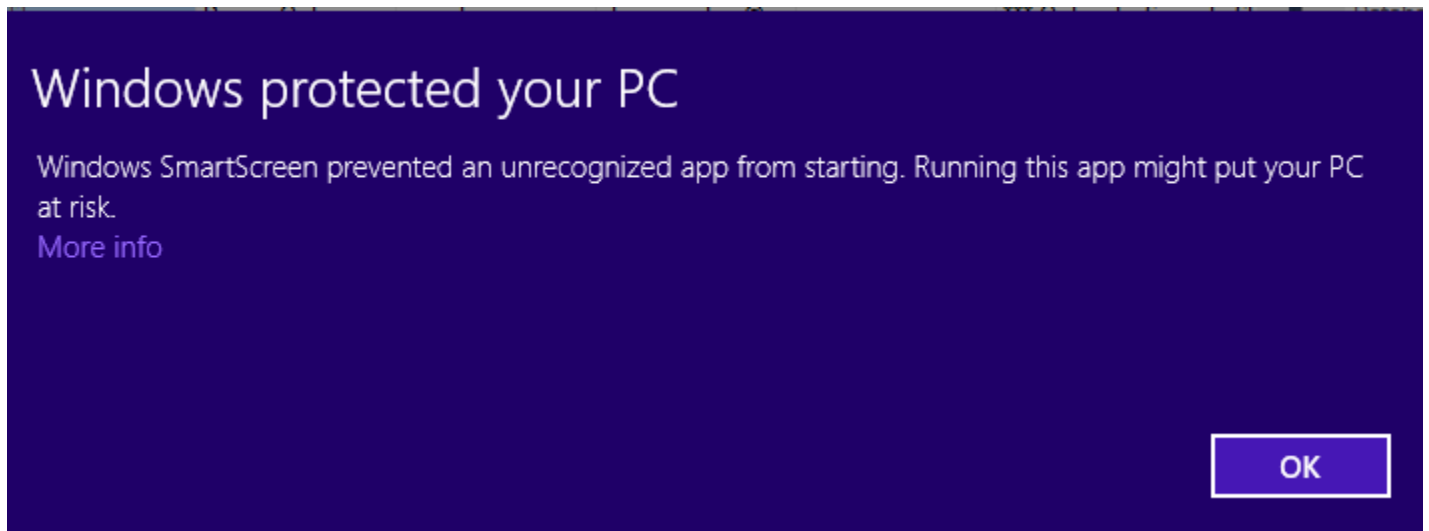 Windows protected your PC
Windows SmartScreen prevented an unrecognized app from starting. Running this app might put your PC
at risk.
More info
OK